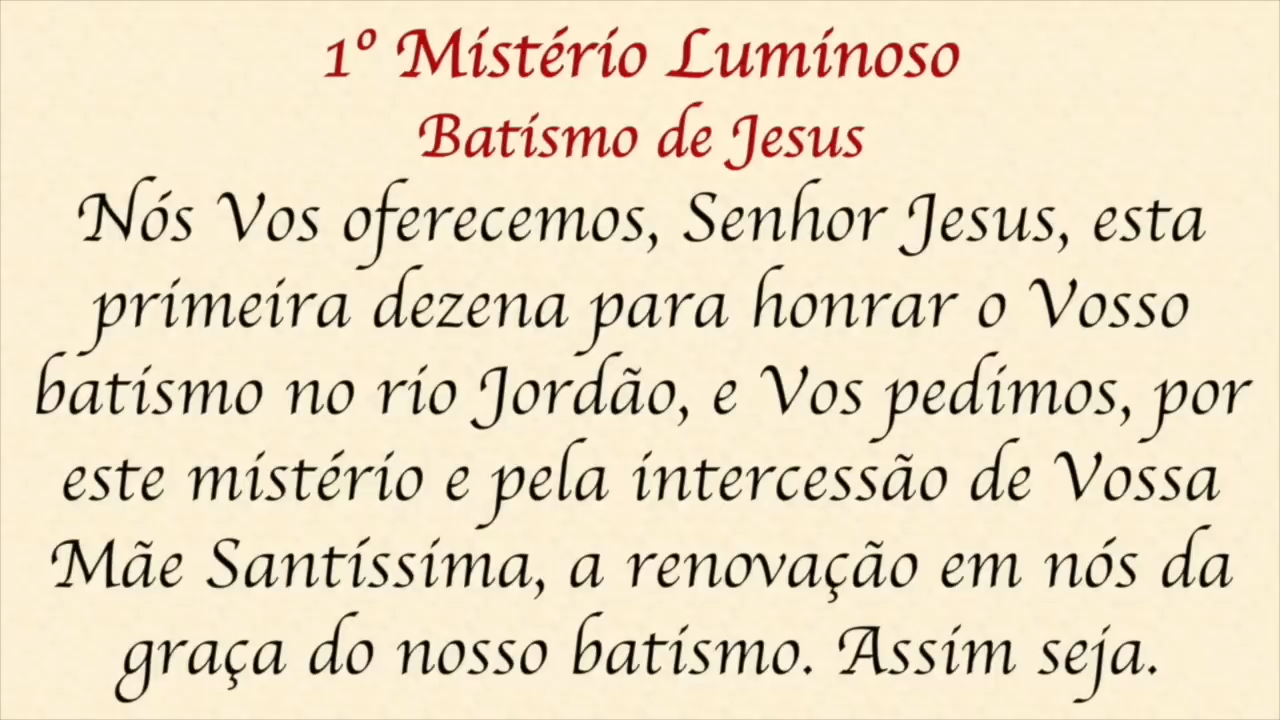 1º Mistério Luminoso
Batismo de Jesus
Nós Vos oferecemos, Senhor Jesus, esta
primeira dezena para honrar o Vosso
batismo no rio Jordão, e Vos pedimos, por
este mistério e pela intercessão de Vossa
Mãe Santíssima, a renovação em nós da
graça do nosso batismo. Assim seja.